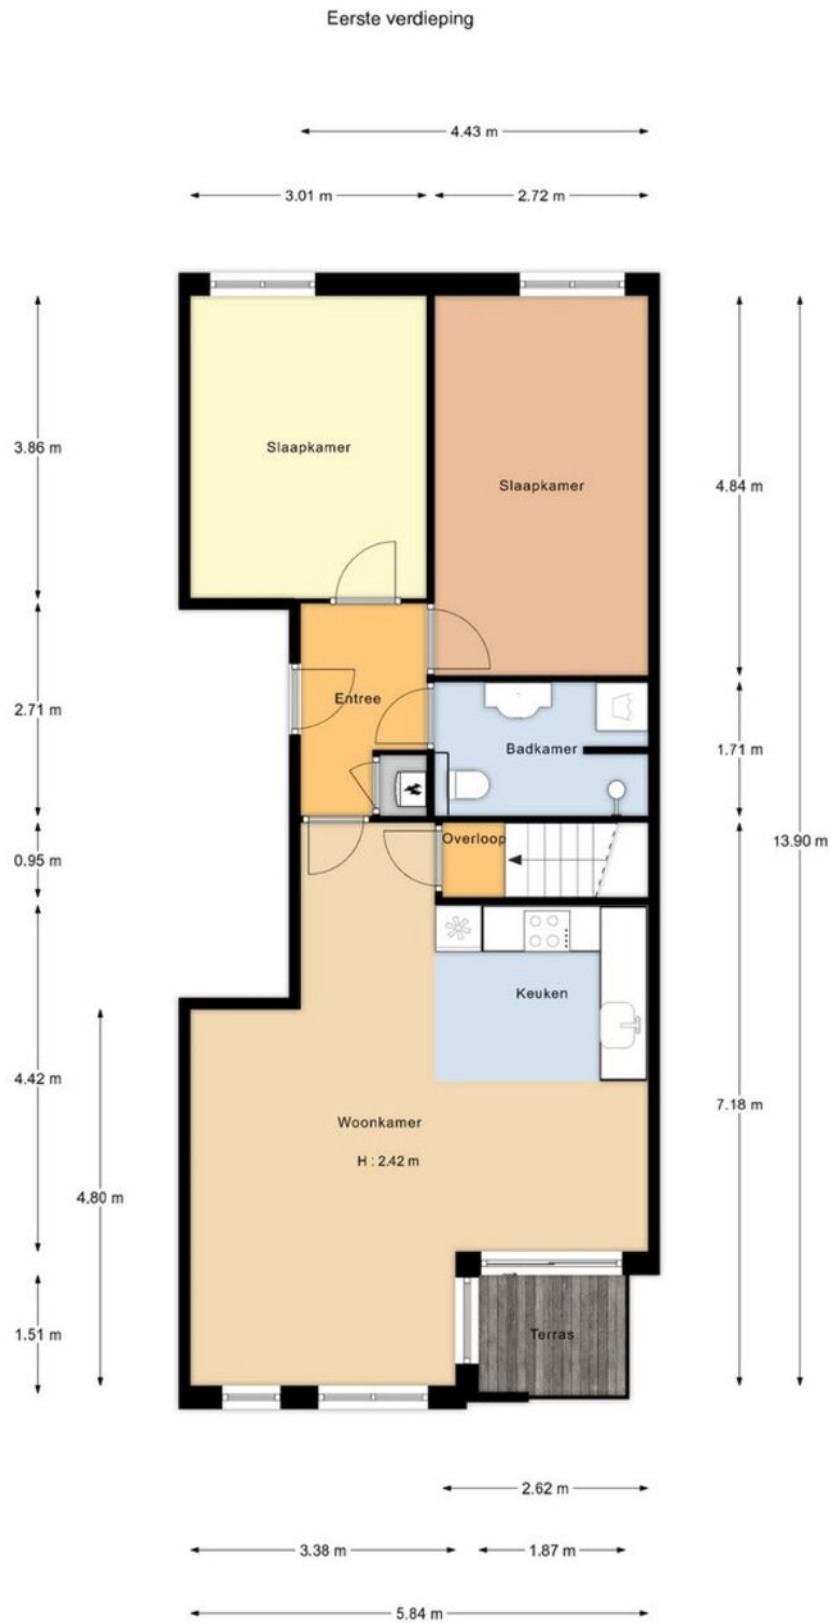 Eerste verdieping
4.43 m
3.01 m
2.72 m
3.86 m
Slaapkamer
Slaapkamer
4.84 m
2.71 m
Entree
Badkamer
1.71 m
Overloop
0.95 m
13.90 m
Keuken
4.42 m
Woonkamer
7.18 m
H : 2.42 m
4.80 m
1.51 m
Terras
2.62 m
3.38 m
1.87 m
5.84 m